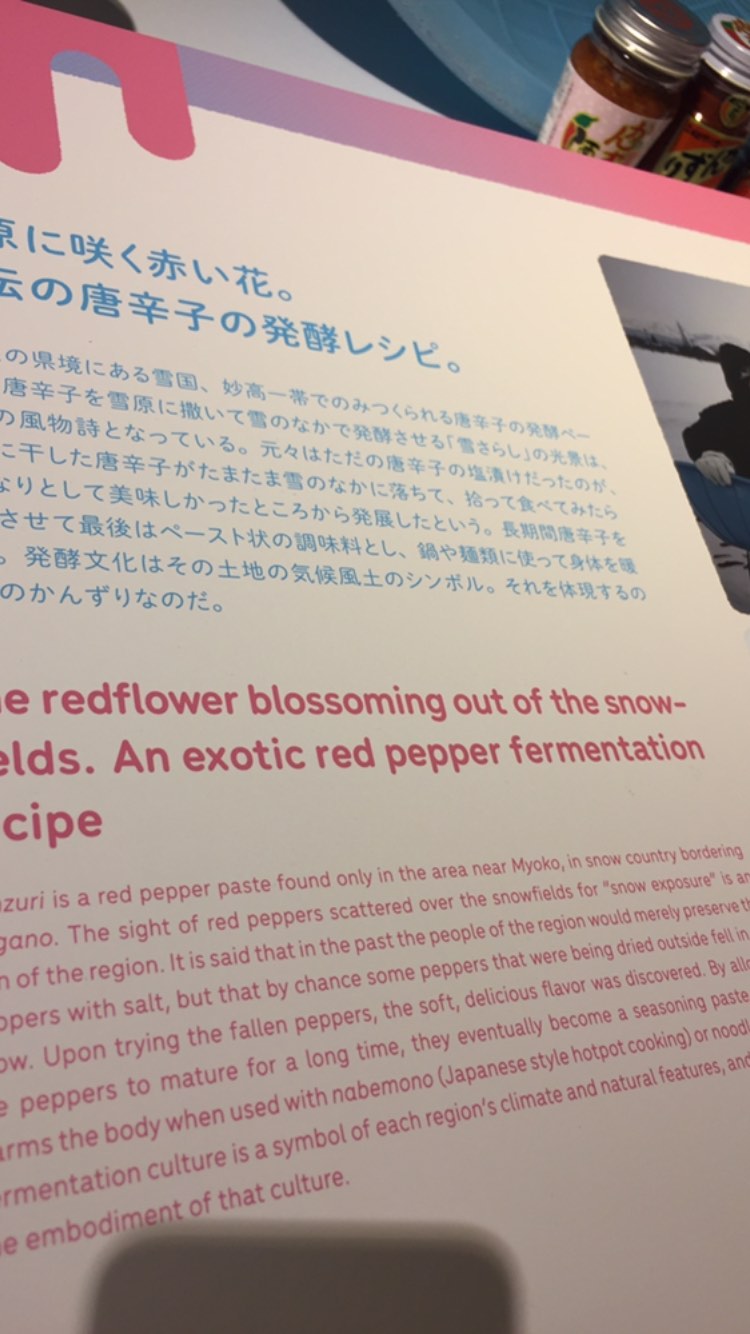 に咲く赤い花。
の唐辛子の発酵レシピ。
の県境にある雪国、妙高一帯でのみつくられる唐辛子の発酵ペー
唐辛子を雪原に撒いて雪のなかで発酵させる「雪さらし」の光景は、
の風物詩となっている。元々はただの唐辛子の塩漬けだったのが、
に干した唐辛子がたまたま雪のなかに落ちて、拾って食べてみたら
なりとして美味しかったところから発展したという。長期間唐辛子を
させて最後はペースト状の調味料とし、鍋や麺類に使って身体を暖
。発酵文化はその土地の気候風土のシンボル。それを体現するの
のかんずりなのだ。
e redflower blossoming out of the snow-
elds. An exotic red pepper fermentation
cipe
zuri is a red pepper paste found only in the area near Myoko, in snow country bordering
gano. The sight of red peppers scattered over the snowfields for "snow exposure" is an
n of the region. It is said that in the past the people of the region would merely preserve th
ppers with salt, but that by chance some peppers that were being dried outside fell in
ow. Upon trying the fallen peppers, the soft, delicious flavor was discovered. By allo
e peppers to mature for a long time, they eventually become a seasoning paste
arms the body when used with nabemono (Japanese style hotpot cooking) or noodl
ermentation culture is a symbol of each region's climate and natural features, and
e embodiment of that culture.